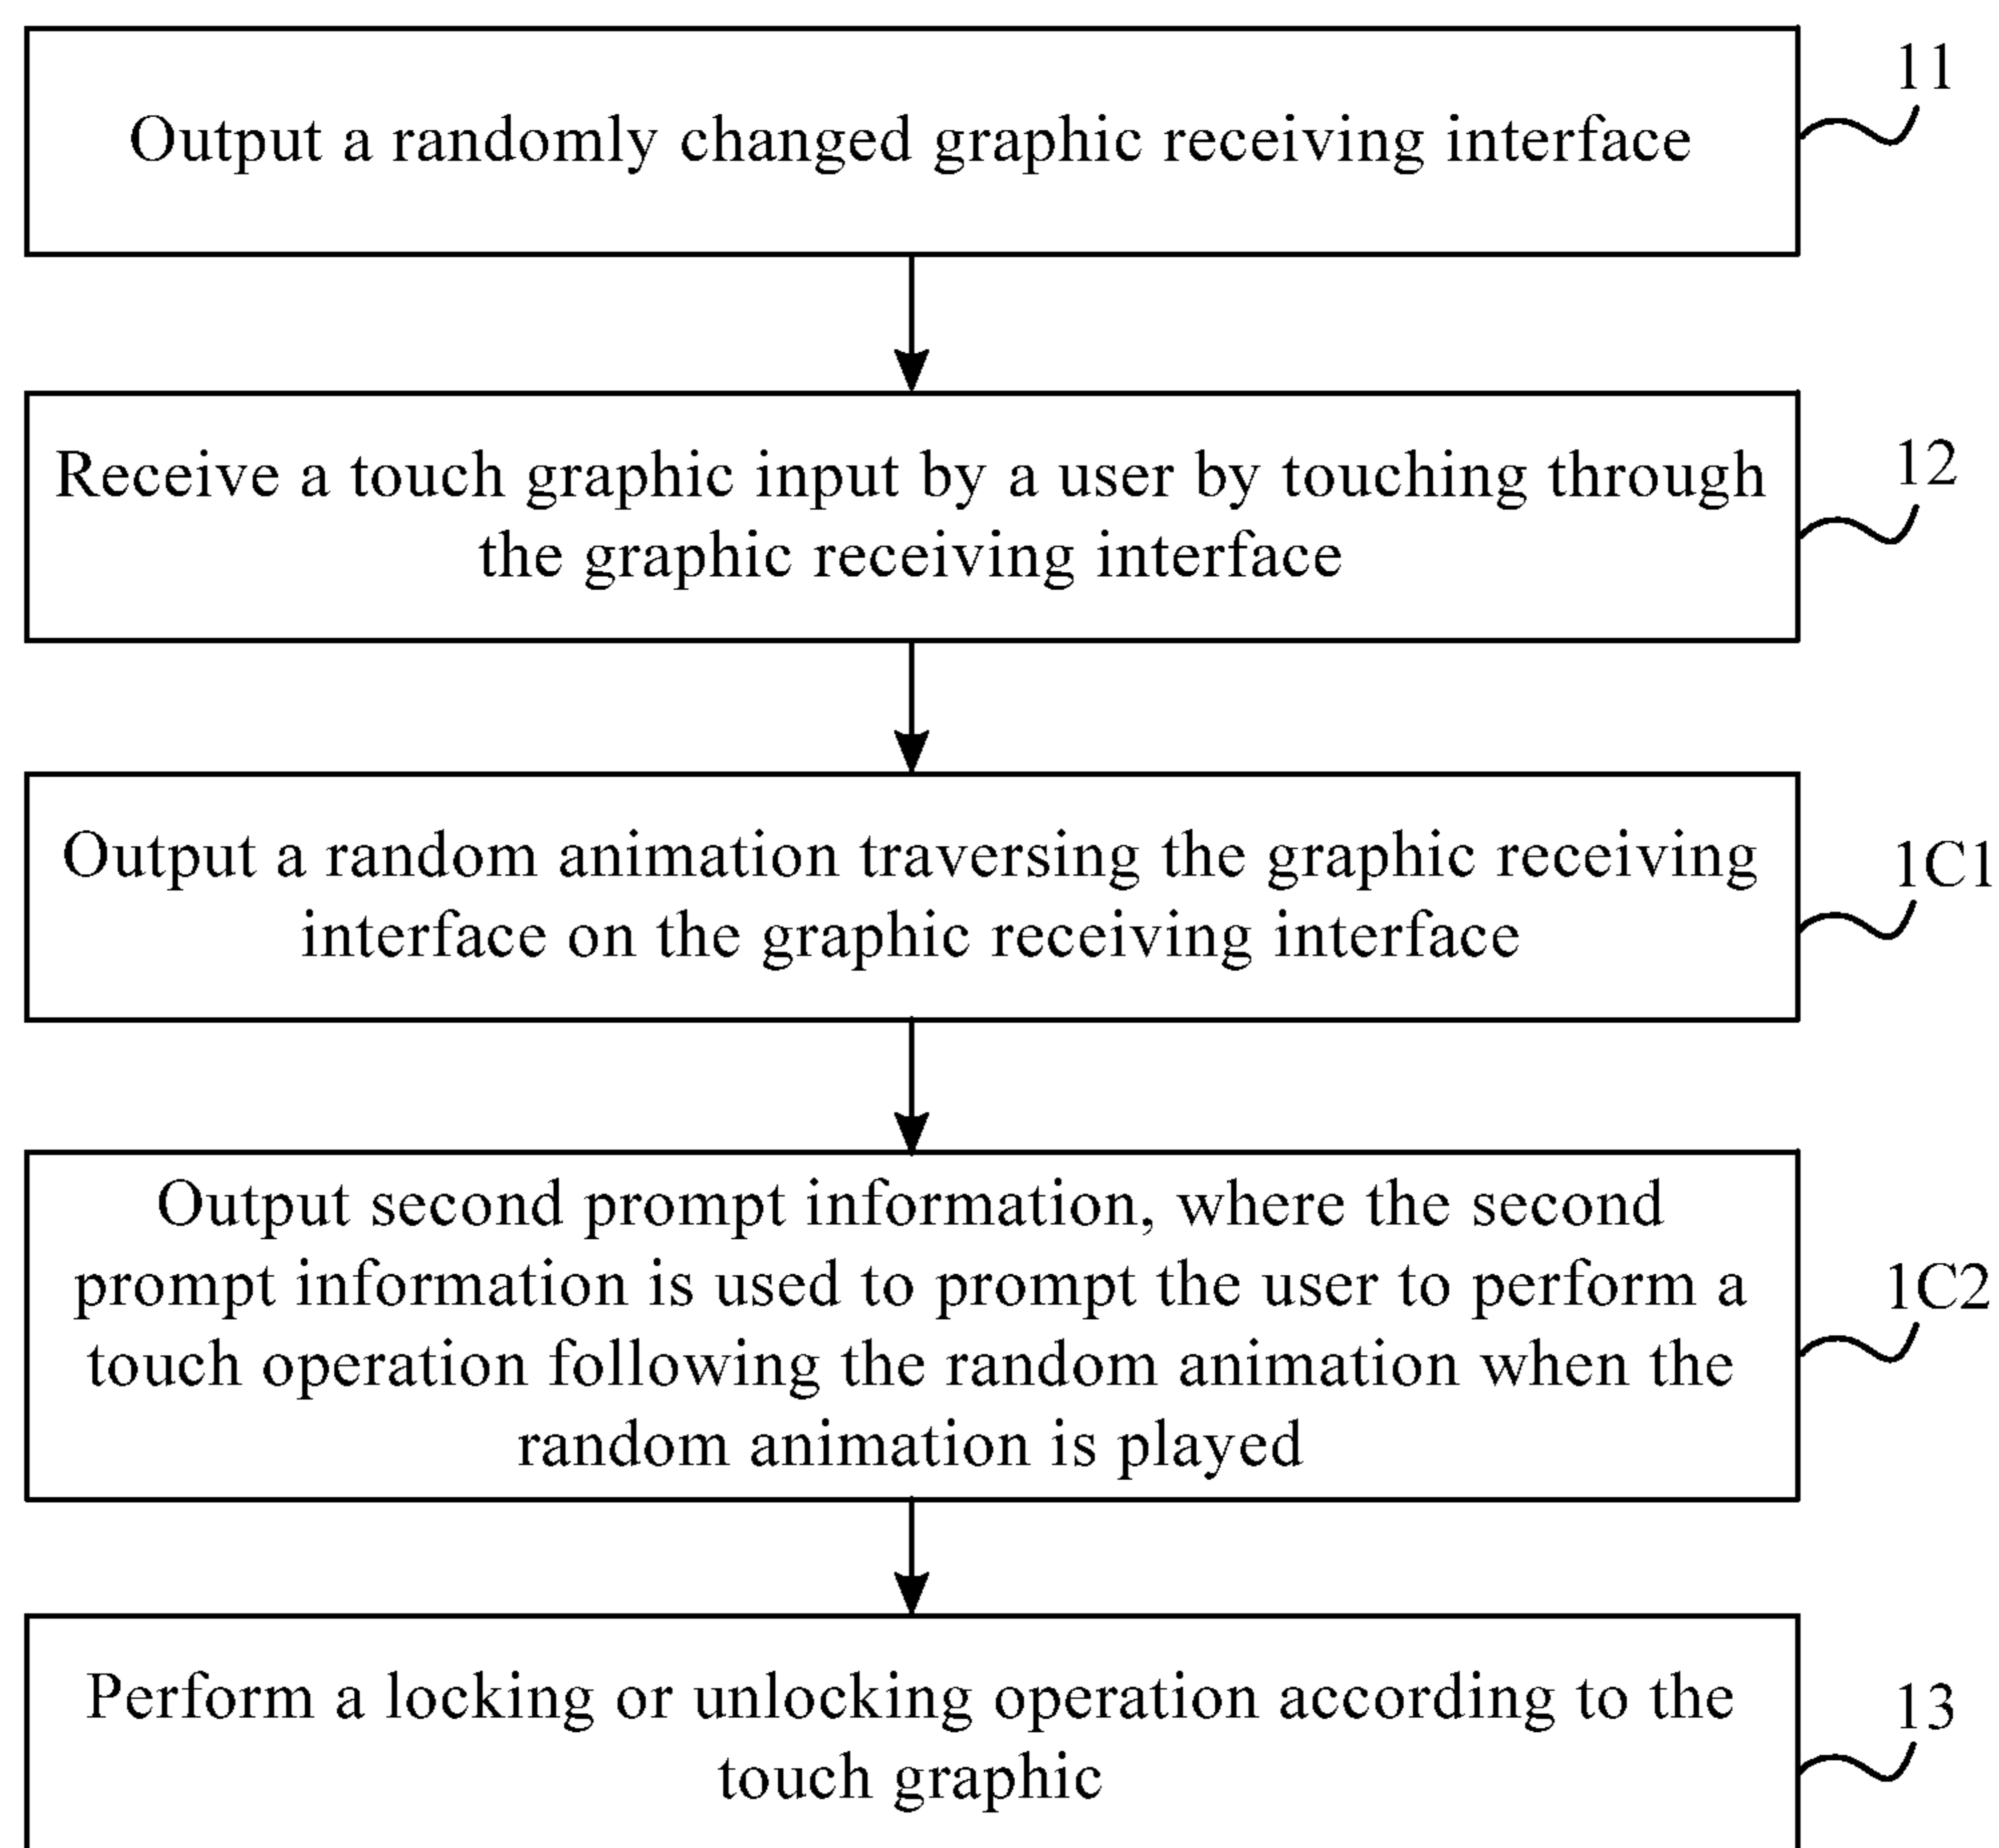 Output a randomly changed graphic receiving interface
11
Receive a touch graphic input by a user by touching through
the graphic receiving interface
12
Output a random animation traversing the graphic receiving
interface on the graphic receiving interface
1C1
Output second prompt information, where the second
prompt information is used to prompt the user to perform a
touch operation following the random animation when the
random animation is played
1C2
Perform a locking or unlocking operation according to the
touch graphic
13